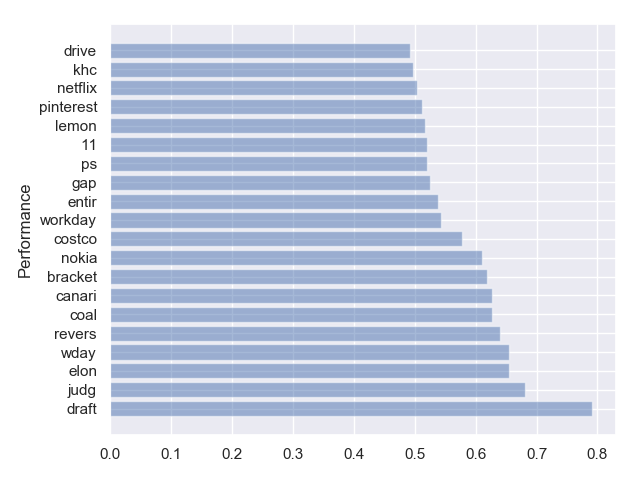 drive
khc
netflix
pinterest
lemon
11
ps
gap
entir
workday
costco
nokia
bracket
canari
coal
revers
wday
elon
judg
draft
Performance
0.0 0.1 0.2 0.3 0.4 0.5 0.6 0.7 0.8